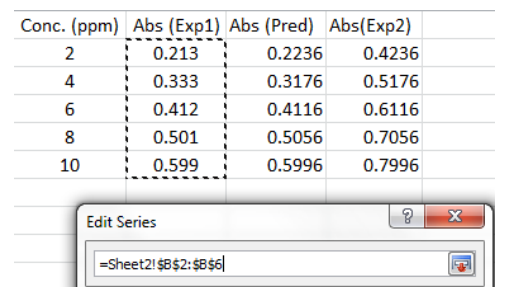 Conc. (ppm) Abs (Exp1) Abs (Pred) Abs(Exp2)
2 0.213 0.2236 0.4236
4 0.333 0.3176 0.5176
6 0.412 0.4116 0.6116
8 0.501 0.5056 0.7056
10 0.599 0.5996 0.7996
Edit Series
=Sheet2!$B$2:$B$6